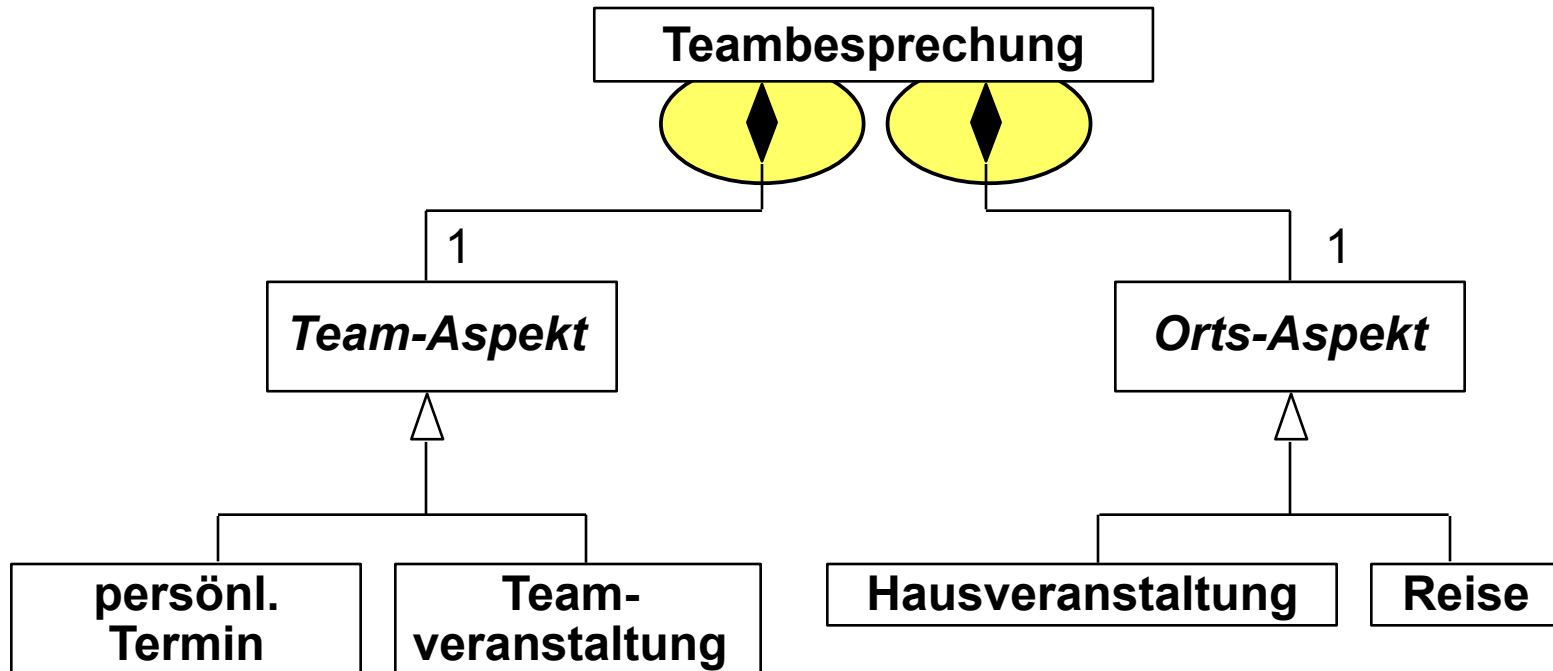 Teambesprechung
1
1
Team-Aspekt
Orts-Aspekt
persönl.
Termin
Team-
veranstaltung
Hausveranstaltung
Reise